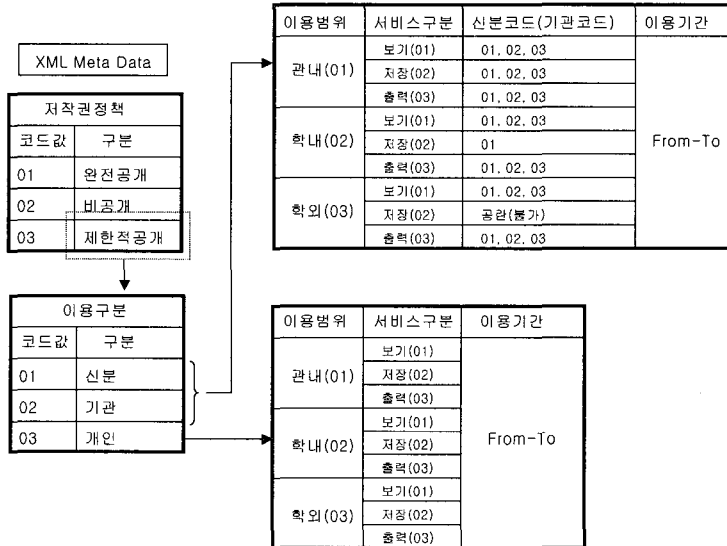 XML Meta Data
저작권정책
코드값 구분
01 완전공개
02 비공개
03 제한적공개
이용구분
코드값 구분
01 신분
02 기관
03 개인
이용범위 서비스구분 신분코드(기관코드) 이용기간
관내(01) 보기(01) 01, 02, 03
저장(02) 01, 02, 03
출력(03) 01, 02, 03
학내(02) 보기(01) 01, 02, 03
저장(02) 01
출력(03) 01, 02, 03
학외(03) 보기(01) 01, 02, 03
저장(02) 공란(불가)
출력(03) 01, 02, 03
From-To
이용범위 서비스구분 이용기간
관내(01) 보기(01)
저장(02)
출력(03)
학내(02) 보기(01)
저장(02)
출력(03)
학외(03) 보기(01)
저장(02)
출력(03)
From-To